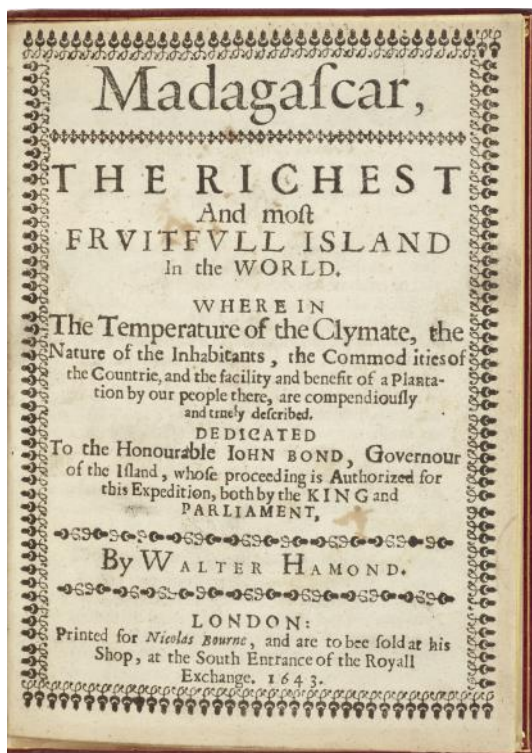 Madagaſcar,
THE RICHEST
And moſt
FRVITFVLL ISLAND
In the WORLD.
WHERE IN
The Temperature of the Clymate, the
Nature of the Inhabitants, the Commod ities of
the Countrie, and the facility and benefit of a Planta-
tion by our people there, are compendiouſly
and truely deſcribed.
DEDICATED
To the Honourable IOHN BOND, Governour
of the Iſland, whoſe proceeding is Authorized for
this Expedition, both by the KING and
PARLIAMENT,
By WALTER HAMOND.
LONDON:
Printed for Nicolas Bourne, and are to bee ſold at his
Shop, at the South Entrance of the Royall
Exchange. 1643.